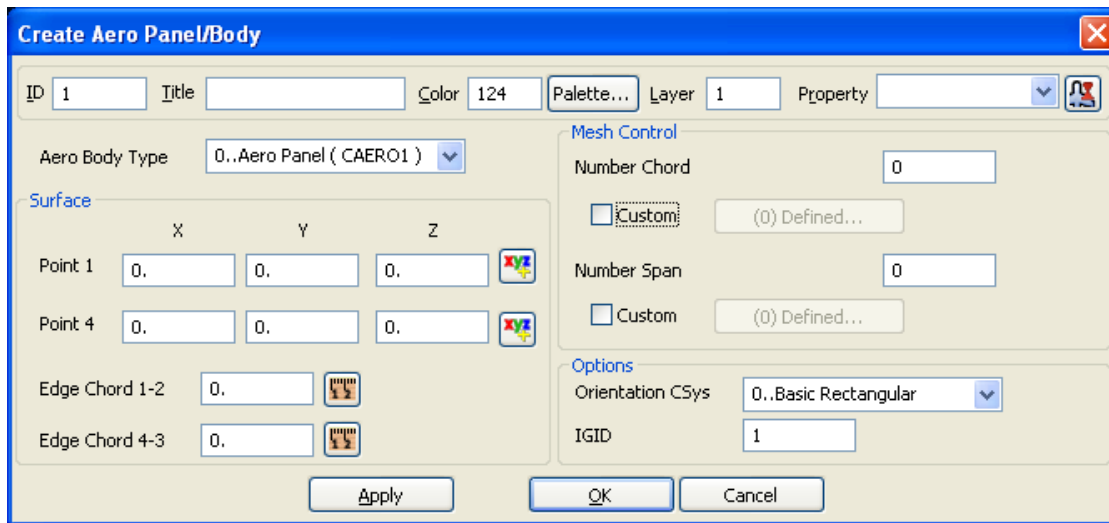 Create Aero Panel/Body
ID 1 Title Color 124 Palette... Layer 1 Property
Aero Body Type 0..Aero Panel ( CAERO1 )
Surface
X Y Z
Point 1 0. 0. 0. xyz
Point 4 0. 0. 0. xyz
Edge Chord 1-2 0.
Edge Chord 4-3 0.
Mesh Control
Number Chord 0
Custom (0) Defined...
Number Span 0
Custom (0) Defined...
Options
Orientation CSys 0..Basic Rectangular
IGID 1
Apply OK Cancel